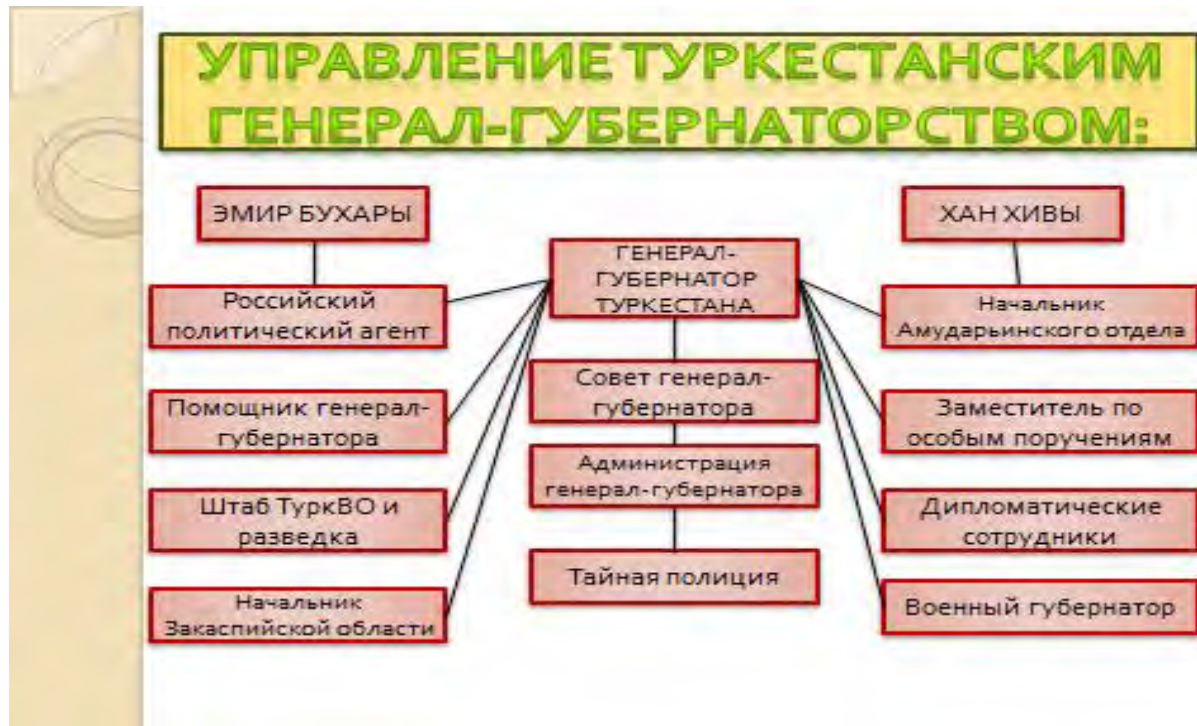 УПРАВЛЕНИЕ ТУРКЕСТАНСКИМ
ГЕНЕРАЛ-ГУБЕРНАТОРСТВОМ:
ЭМИР БУХАРЫ
ХАН ХИВЫ
ГЕНЕРАЛ-
ГУБЕРНАТОР
ТУРКЕСТАНА
Российский
политический агент
Начальник
Амударьинского отдела
Совет генерал-
губернатора
Помощник генерал-
губернатора
Заместитель по
особым поручениям
Администрация
генерал-губернатора
Штаб ТуркВО и
разведка
Дипломатические
сотрудники
Тайная полиция
Начальник
Закаспийской области
Военный губернатор